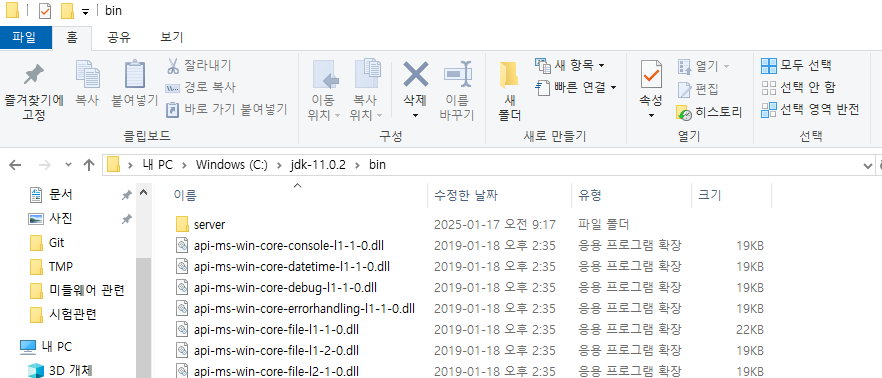 bin
파일 홈 공유 보기
즐겨찾기에 고정
복사
붙여넣기
잘라내기
경로 복사
바로 가기 붙여넣기
클립보드
이동 위치
복사 위치
삭제
이름 바꾸기
구성
새 폴더
새 항목
빠른 연결
새로 만들기
속성
열기
편집
히스토리
열기
모두 선택
선택 안 함
선택 영역 반전
선택
내 PC > Windows (C:) > jdk-11.0.2 > bin
문서
사진
Git
TMP
미들웨어 관련
시험관련
내 PC
3D 개체
이름 수정한 날짜 유형 크기
server 2025-01-17 오전 9:17 파일 폴더
api-ms-win-core-console-l1-1-0.dll 2019-01-18 오후 2:35 응용 프로그램 확장 19KB
api-ms-win-core-datetime-l1-1-0.dll 2019-01-18 오후 2:35 응용 프로그램 확장 19KB
api-ms-win-core-debug-l1-1-0.dll 2019-01-18 오후 2:35 응용 프로그램 확장 19KB
api-ms-win-core-errorhandling-l1-1-0.dll 2019-01-18 오후 2:35 응용 프로그램 확장 19KB
api-ms-win-core-file-l1-1-0.dll 2019-01-18 오후 2:35 응용 프로그램 확장 22KB
api-ms-win-core-file-l1-2-0.dll 2019-01-18 오후 2:35 응용 프로그램 확장 19KB
api-ms-win-core-file-l2-1-0.dll 2019-01-18 오후 2:35 응용 프로그램 확장 19KB